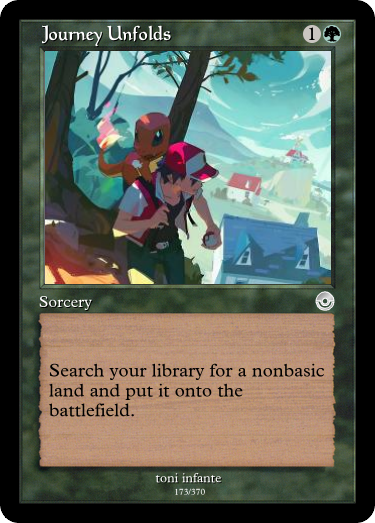 Journey Unfolds 1
Sorcery
Search your library for a nonbasic
land and put it onto the
battlefield.
toni infante
173/370